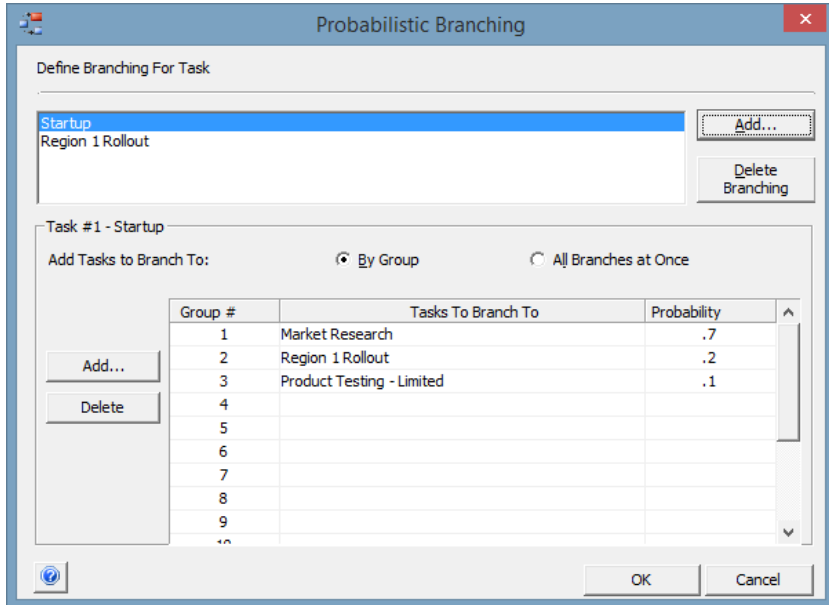 Probabilistic Branching
Define Branching For Task
Startup
Region 1 Rollout
Add...
Delete
Branching
Task #1 - Startup
Add Tasks to Branch To:
By Group
All Branches at Once
Group # Tasks To Branch To Probability
1 Market Research .7
2 Region 1 Rollout .2
3 Product Testing - Limited .1
4
5
6
7
8
9
10
Add...
Delete
OK
Cancel